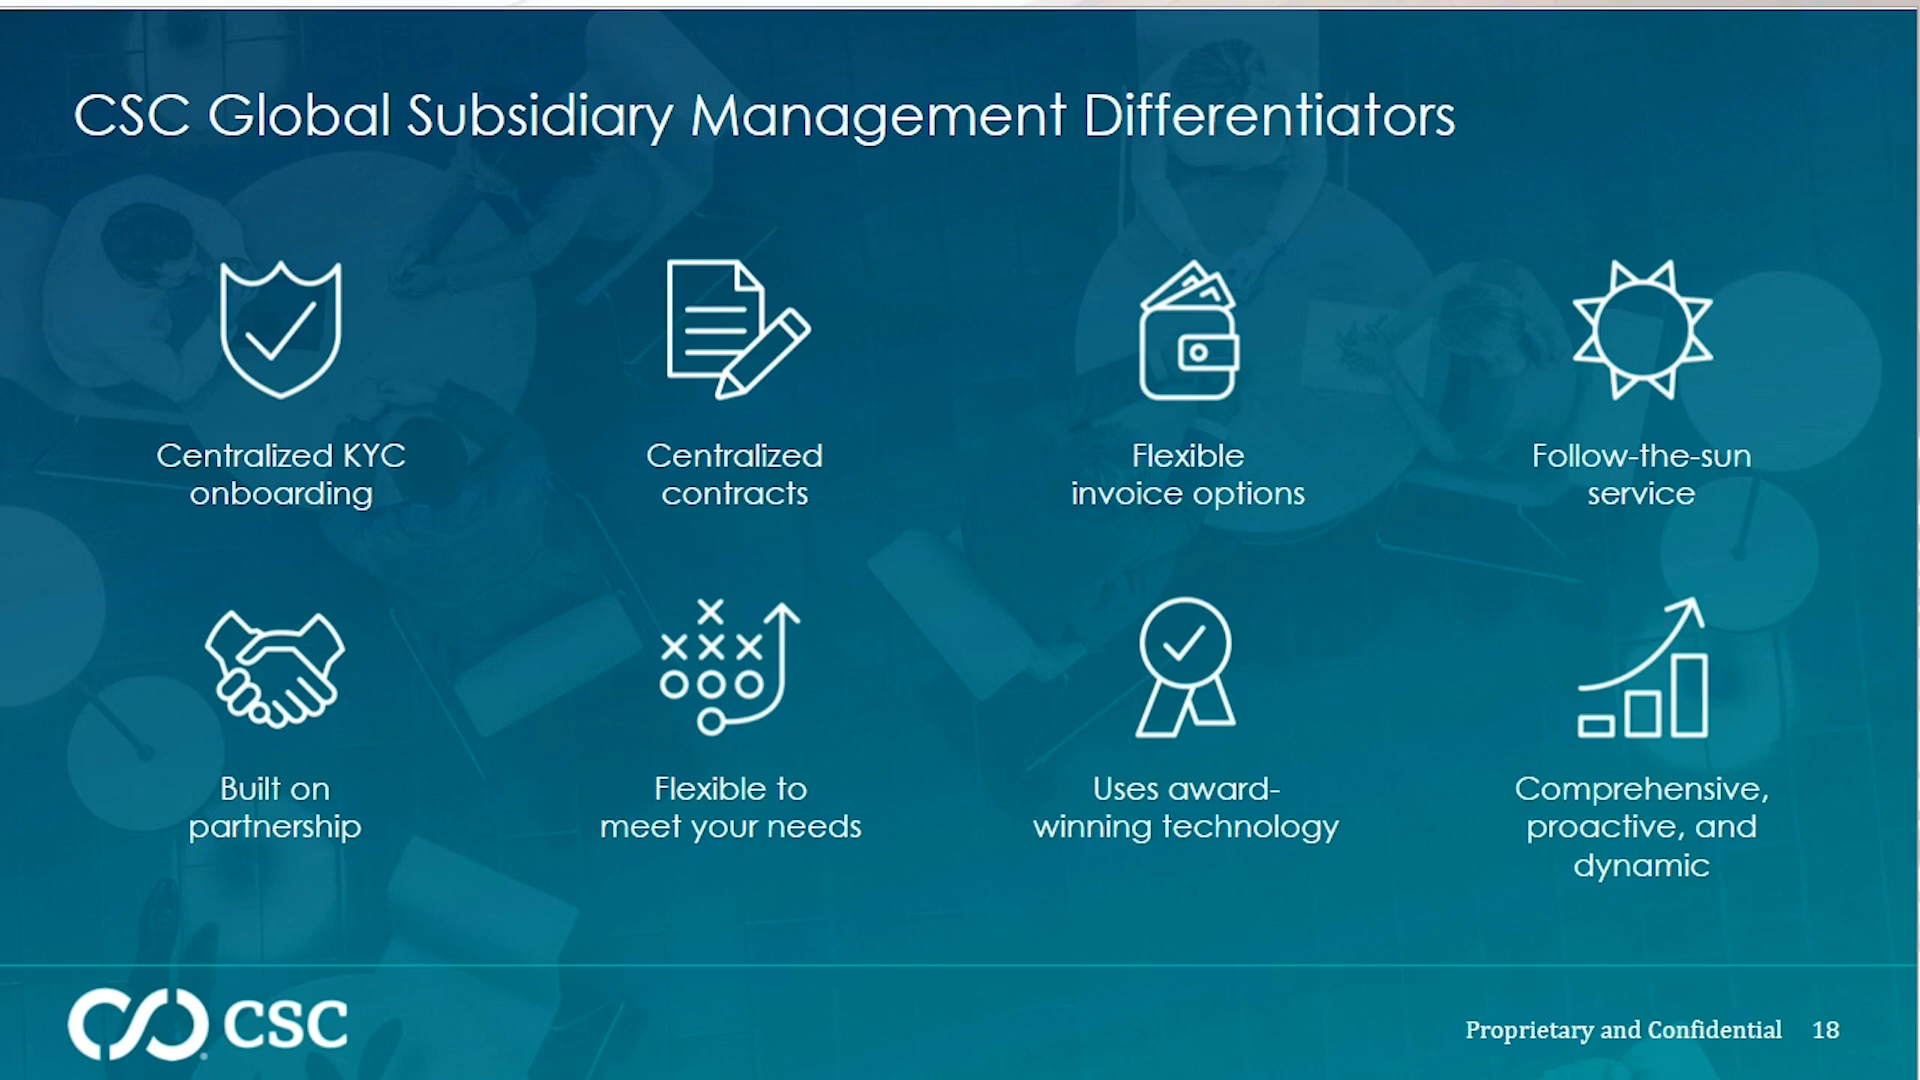 CSC Global Subsidiary Management Differentiators
Centralized KYC
onboarding
Centralized
contracts
Flexible
invoice options
Follow-the-sun
service
Built on
partnership
Flexible to
meet your needs
Uses award-
winning technology
Comprehensive,
proactive, and
dynamic
CSC
Proprietary and Confidential 18